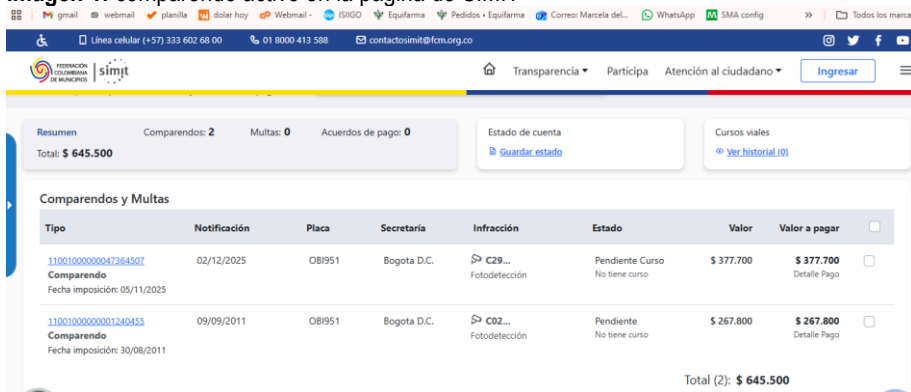 Imagen 1. comparendo activo en la página de SIMIT
gmail webmail planilla dolar hoy Webmail - ISIIGO Equifarma Pedidos • Equifarma Correo: Marcela del... WhatsApp SMA config » Todos los marca
Línea celular (+57) 333 602 68 00 01 8000 413 588 contactosimit@fcm.org.co
FEDERACIÓN COLOMBIANA DE MUNICIPIOS simit Transparencia Participa Atención al ciudadano Ingresar
Resumen Comparendos: 2 Multas: 0 Acuerdos de pago: 0 Estado de cuenta Cursos viales
Total: $ 645.500 Guardar estado Ver historial (0)
Comparendos y Multas
Tipo Notificación Placa Secretaría Infracción Estado Valor Valor a pagar
11001000000047364507 02/12/2025 OBI951 Bogota D.C. C29... Pendiente Curso $ 377.700 $ 377.700
Comparendo Fotodetección No tiene curso Detalle Pago
Fecha imposición: 05/11/2025
11001000000001240455 09/09/2011 OBI951 Bogota D.C. C02... Pendiente $ 267.800 $ 267.800
Comparendo Fotodetección No tiene curso Detalle Pago
Fecha imposición: 30/08/2011
Total (2): $ 645.500